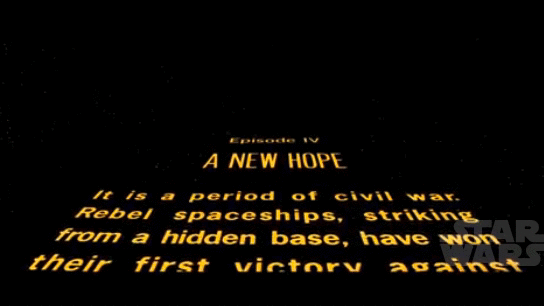 Episode IV
A NEW HOPE
It is a period of civil war.
Rebel spaceships, striking
from a hidden base, have won
their first victory against
STAR
WARS